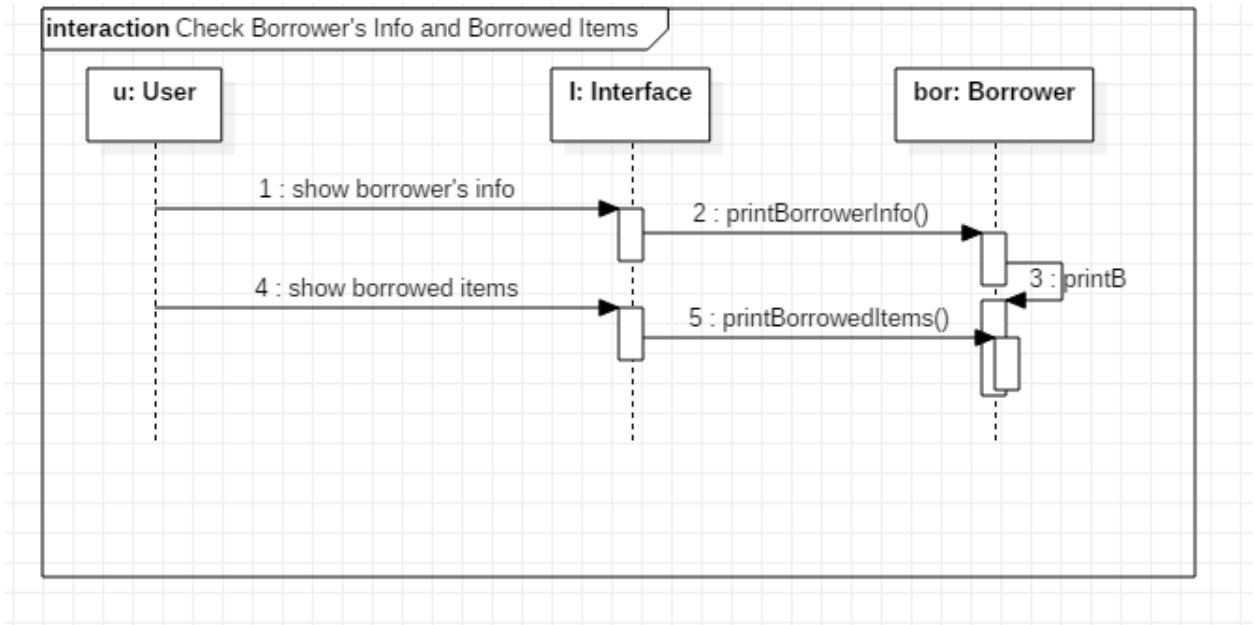 interaction Check Borrower's Info and Borrowed Items
u: User
I: Interface
bor: Borrower
1 : show borrower's info
2 : printBorrowerInfo()
3 : printB
4 : show borrowed items
5 : printBorrowedItems()